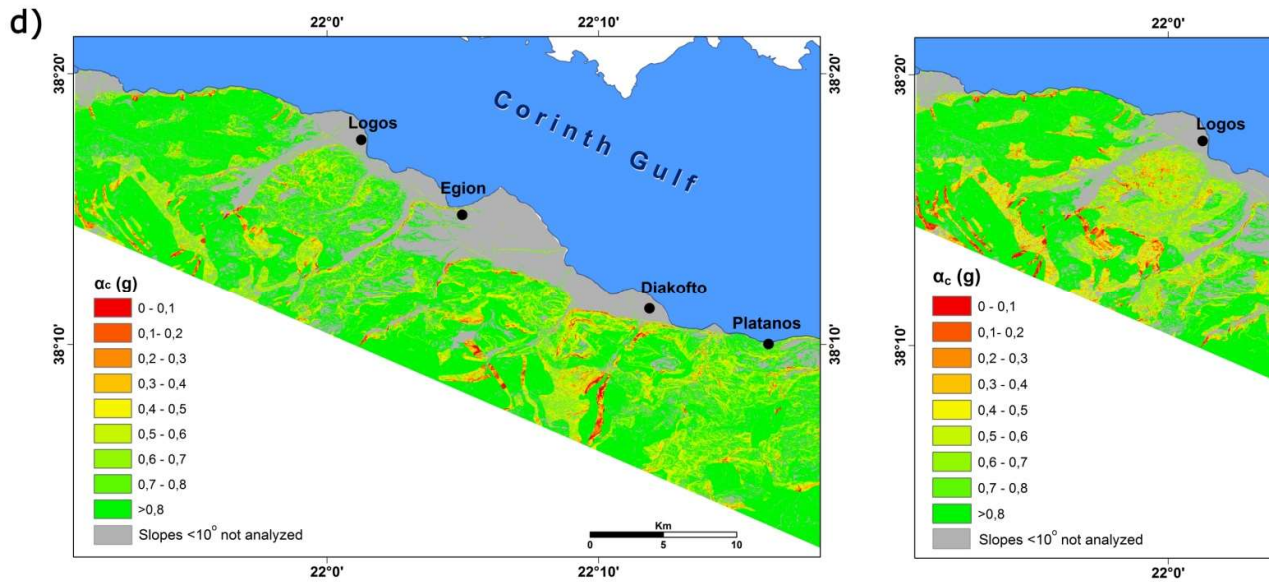 d)
22°0'
22°10'
22°0'
38°20'
38°20'
38°20'
Corinth Gulf
Logos
Egion
Diakofto
Platanos
38°10'
38°10'
38°10'
αc (g)
0 - 0,1
0,1- 0,2
0,2 - 0,3
0,3 - 0,4
0,4 - 0,5
0,5 - 0,6
0,6 - 0,7
0,7 - 0,8
>0,8
Slopes <10° not analyzed
Km
0 5 10
22°0'
22°10'
Logos
αc (g)
0 - 0,1
0,1- 0,2
0,2 - 0,3
0,3 - 0,4
0,4 - 0,5
0,5 - 0,6
0,6 - 0,7
0,7 - 0,8
>0,8
Slopes <10° not analyzed
22°0'